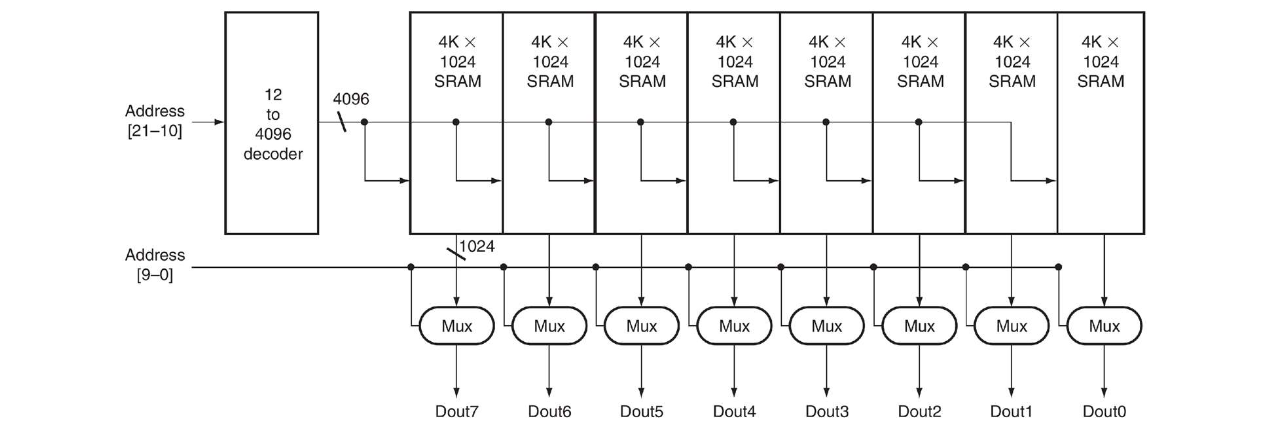 4K ×
1024
SRAM
4K ×
1024
SRAM
4K ×
1024
SRAM
4K ×
1024
SRAM
4K ×
1024
SRAM
4K ×
1024
SRAM
4K ×
1024
SRAM
4K ×
1024
SRAM
Address
[21–10]
12
to
4096
decoder
4096
Address
[9–0]
1024
Mux
Mux
Mux
Mux
Mux
Mux
Mux
Mux
Dout7
Dout6
Dout5
Dout4
Dout3
Dout2
Dout1
Dout0